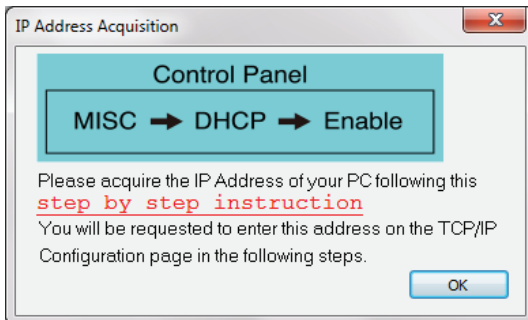 IP Address Acquisition
Control Panel
MISC ➔ DHCP ➔ Enable
Please acquire the IP Address of your PC following this
step by step instruction
You will be requested to enter this address on the TCP/IP
Configuration page in the following steps.
OK